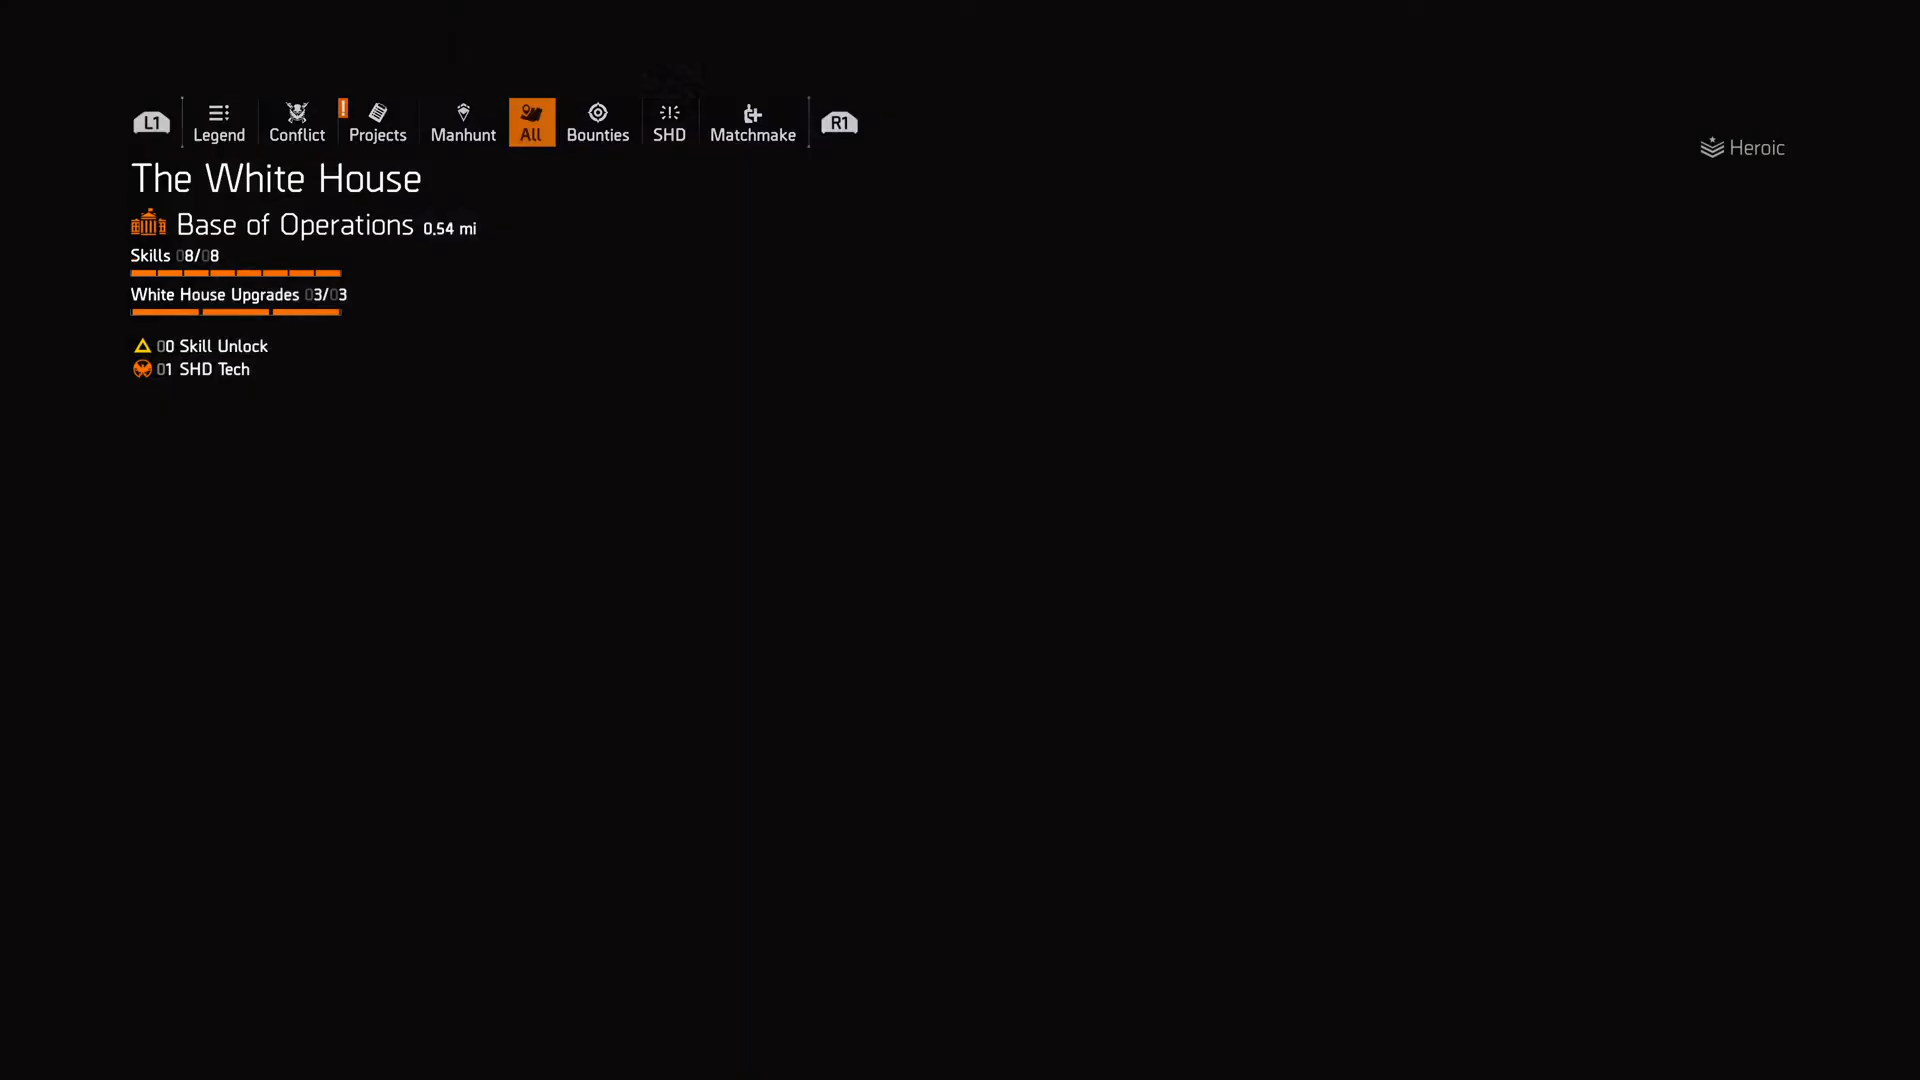 L1 Legend Conflict ! Projects Manhunt All Bounties SHD Matchmake R1
Heroic
The White House
Base of Operations 0.54 mi
Skills 08/08
White House Upgrades 03/03
00 Skill Unlock
01 SHD Tech